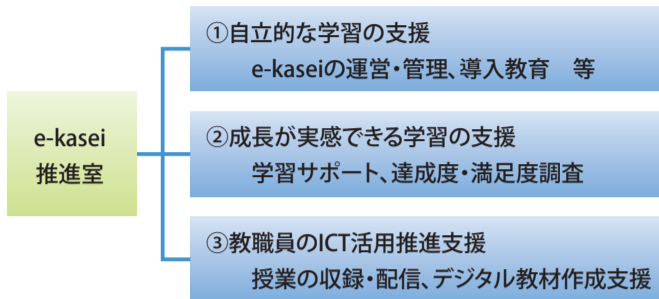 e-kasei
推進室
①自立的な学習の支援
e-kaseiの運営・管理、導入教育　等
②成長が実感できる学習の支援
学習サポート、達成度・満足度調査
③教職員のICT活用推進支援
授業の収録・配信、デジタル教材作成支援